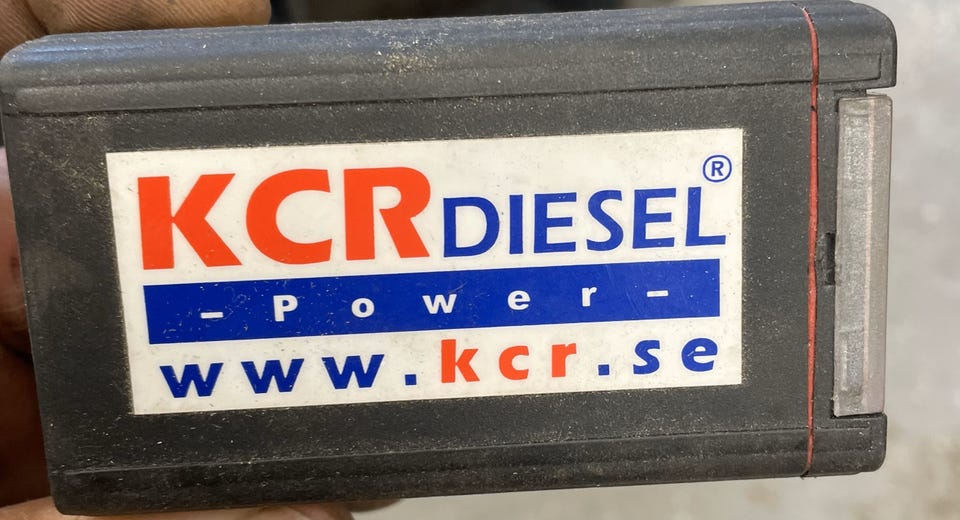 KCR DIESEL®
- Power -
www.kcr.se